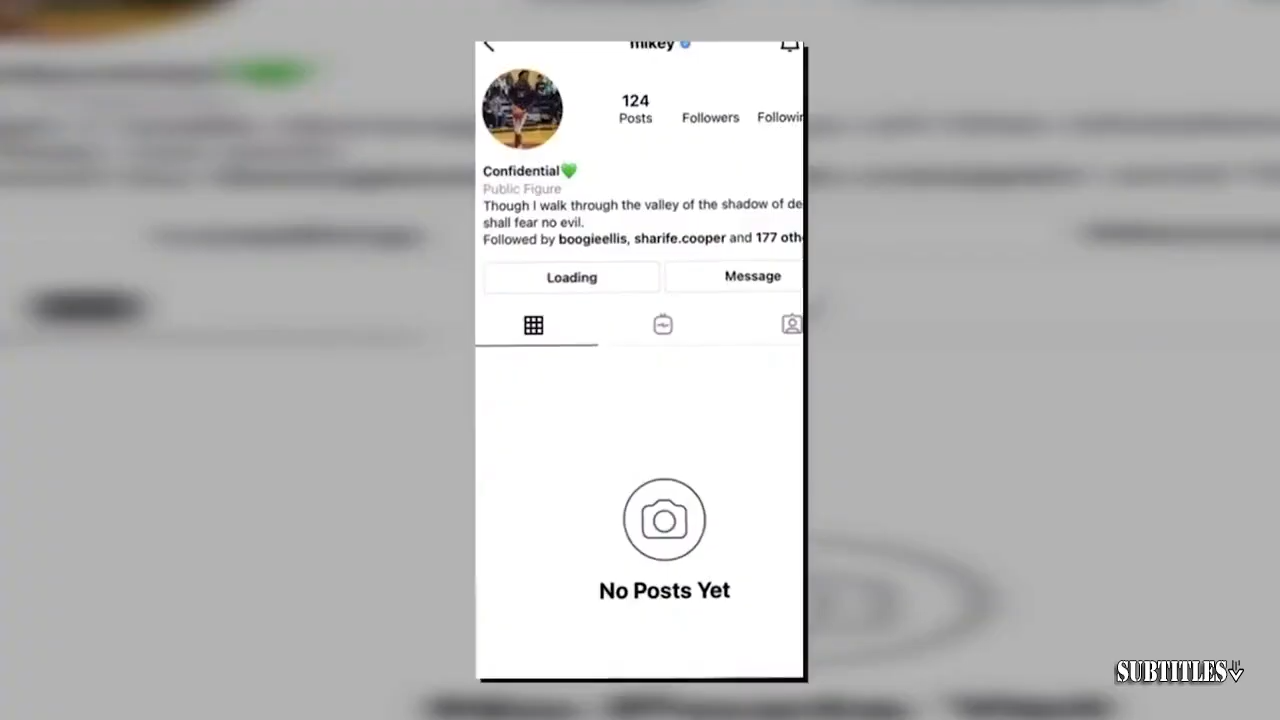 mikey
124
Posts
Followers
Followin
Confidential💚
Public Figure
Though I walk through the valley of the shadow of de
shall fear no evil.
Followed by boogieellis, sharife.cooper and 177 oth
Loading
Message
No Posts Yet
SUBTITLES